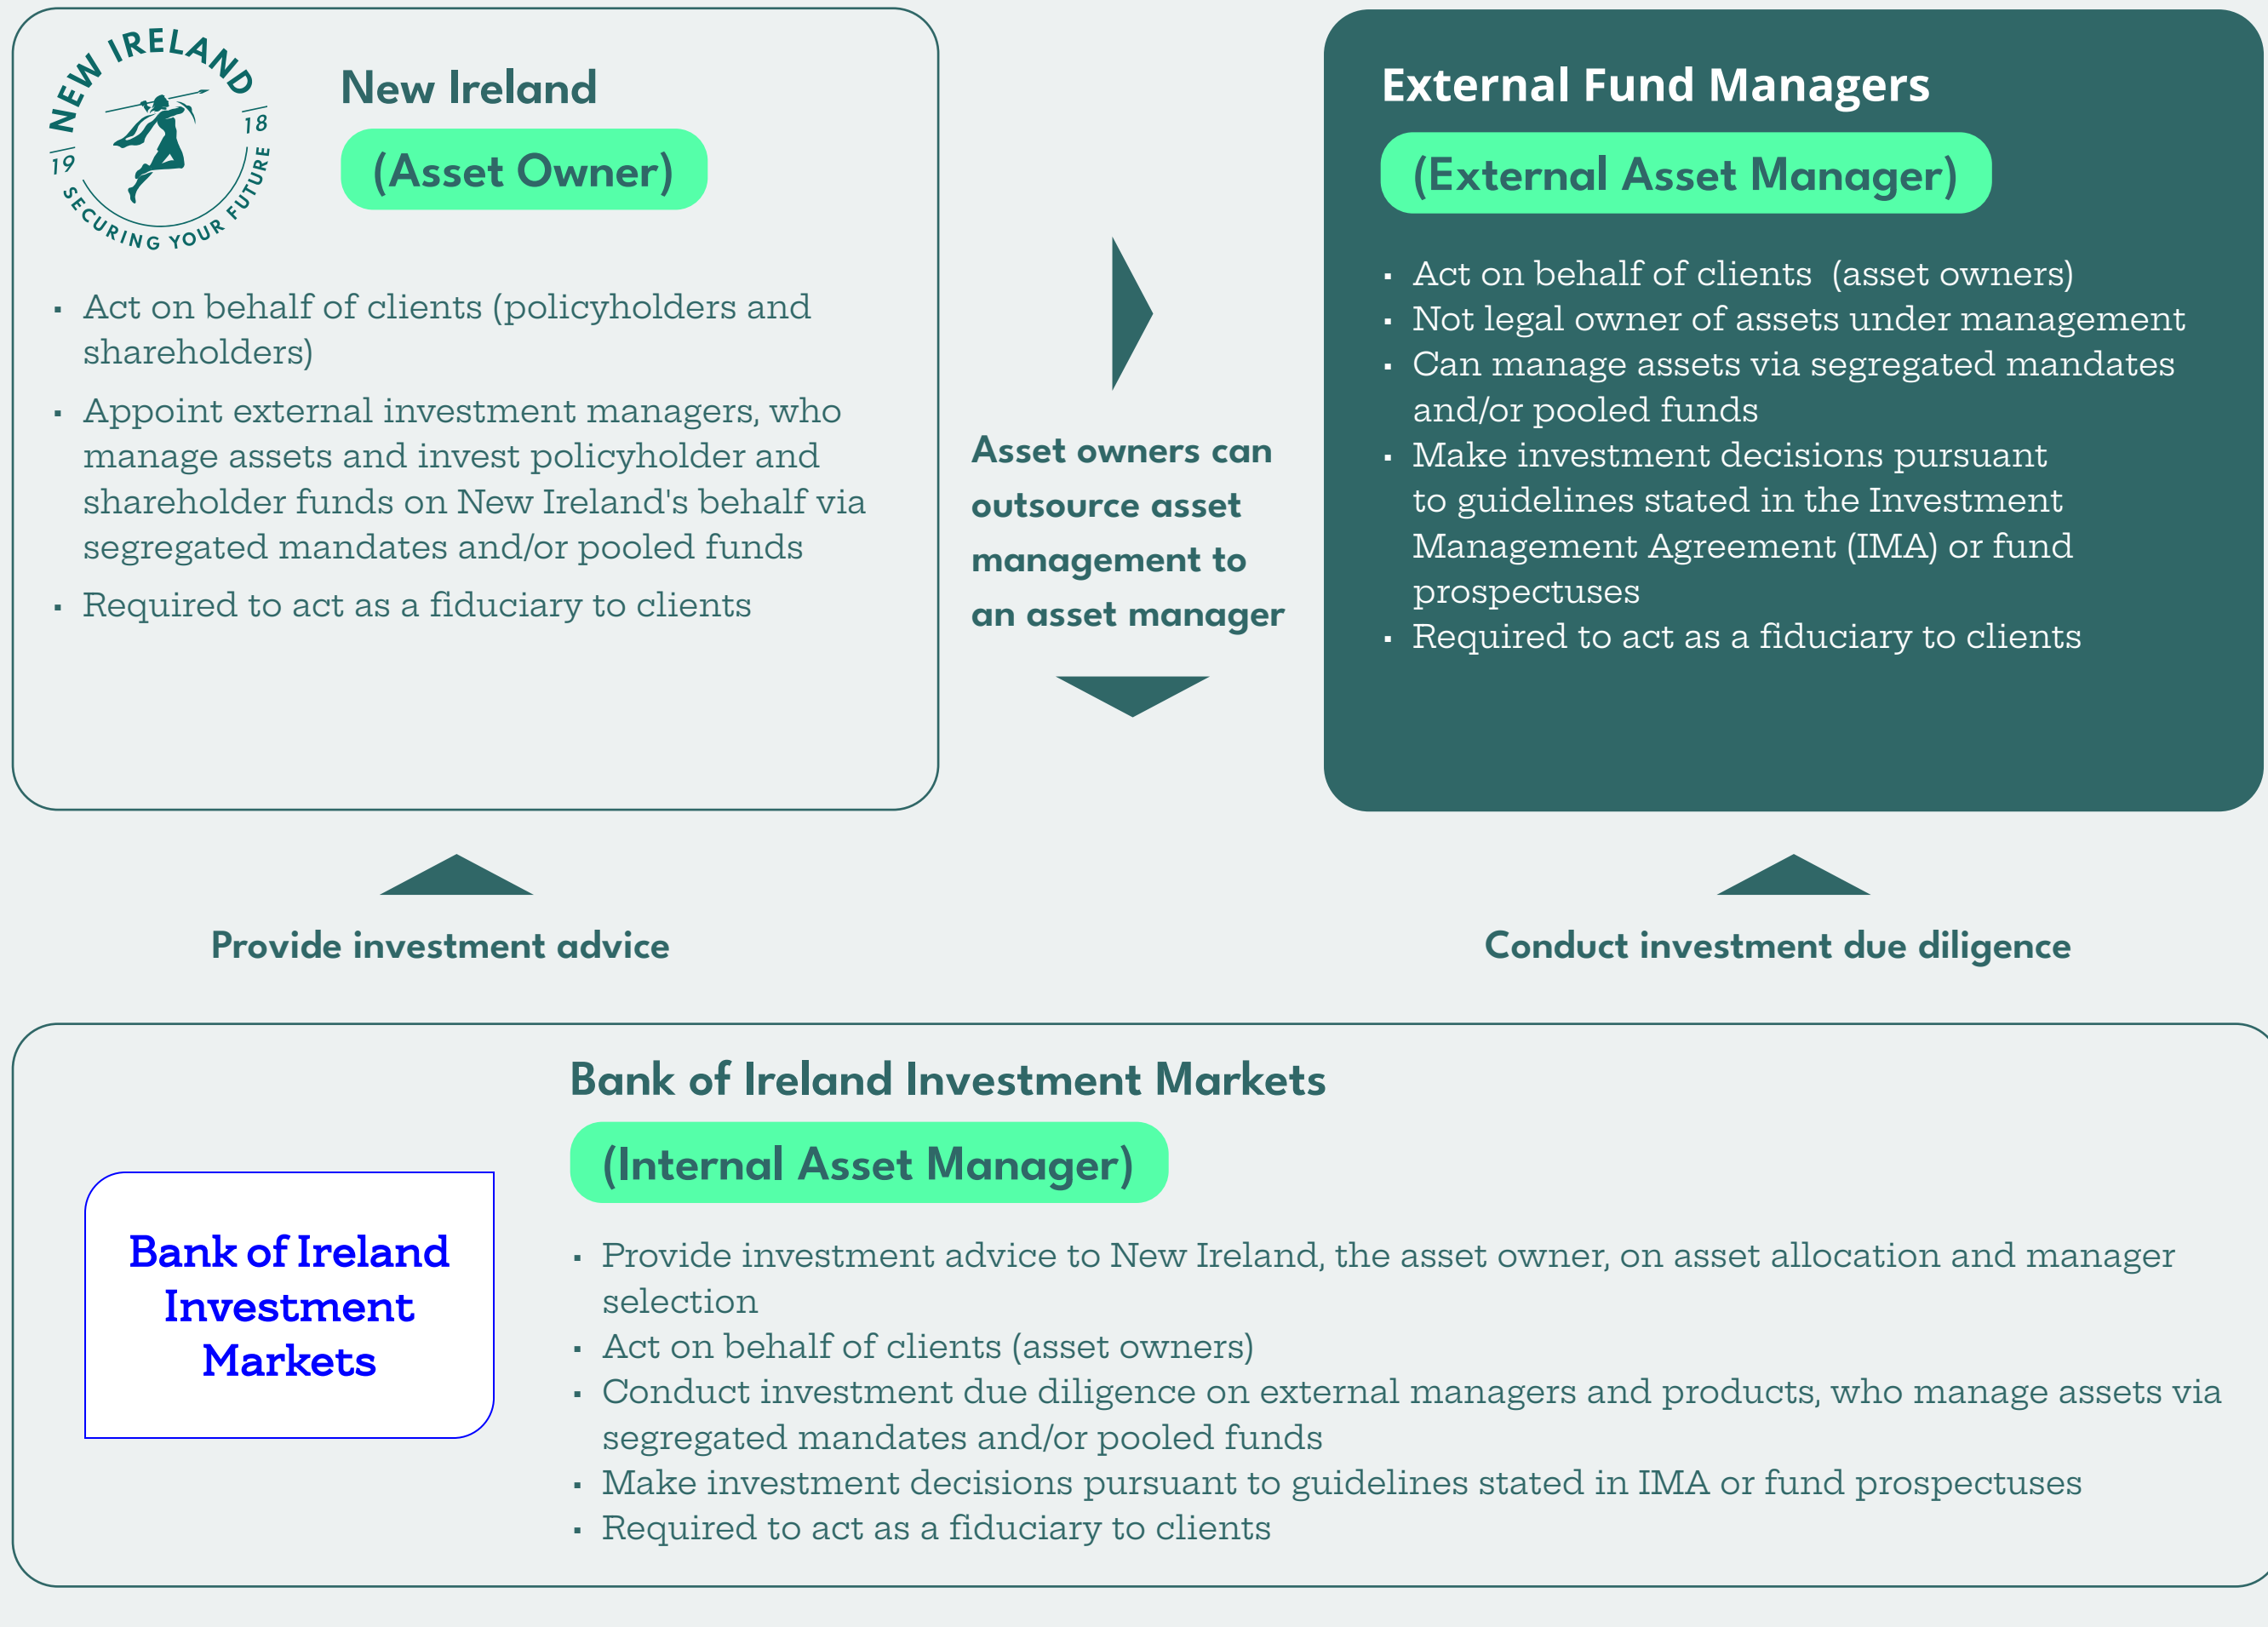 NEW IRELAND
19 18
SECURING YOUR FUTURE
New Ireland
(Asset Owner)
▪ Act on behalf of clients (policyholders and
shareholders)
▪ Appoint external investment managers, who
manage assets and invest policyholder and
shareholder funds on New Ireland's behalf via
segregated mandates and/or pooled funds
▪ Required to act as a fiduciary to clients
Asset owners can
outsource asset
management to
an asset manager
External Fund Managers
(External Asset Manager)
▪ Act on behalf of clients  (asset owners)
▪ Not legal owner of assets under management
▪ Can manage assets via segregated mandates
and/or pooled funds
▪ Make investment decisions pursuant
to guidelines stated in the Investment
Management Agreement (IMA) or fund
prospectuses
▪ Required to act as a fiduciary to clients
Provide investment advice
Conduct investment due diligence
Bank of Ireland
Investment
Markets
Bank of Ireland Investment Markets
(Internal Asset Manager)
▪ Provide investment advice to New Ireland, the asset owner, on asset allocation and manager
selection
▪ Act on behalf of clients (asset owners)
▪ Conduct investment due diligence on external managers and products, who manage assets via
segregated mandates and/or pooled funds
▪ Make investment decisions pursuant to guidelines stated in IMA or fund prospectuses
▪ Required to act as a fiduciary to clients